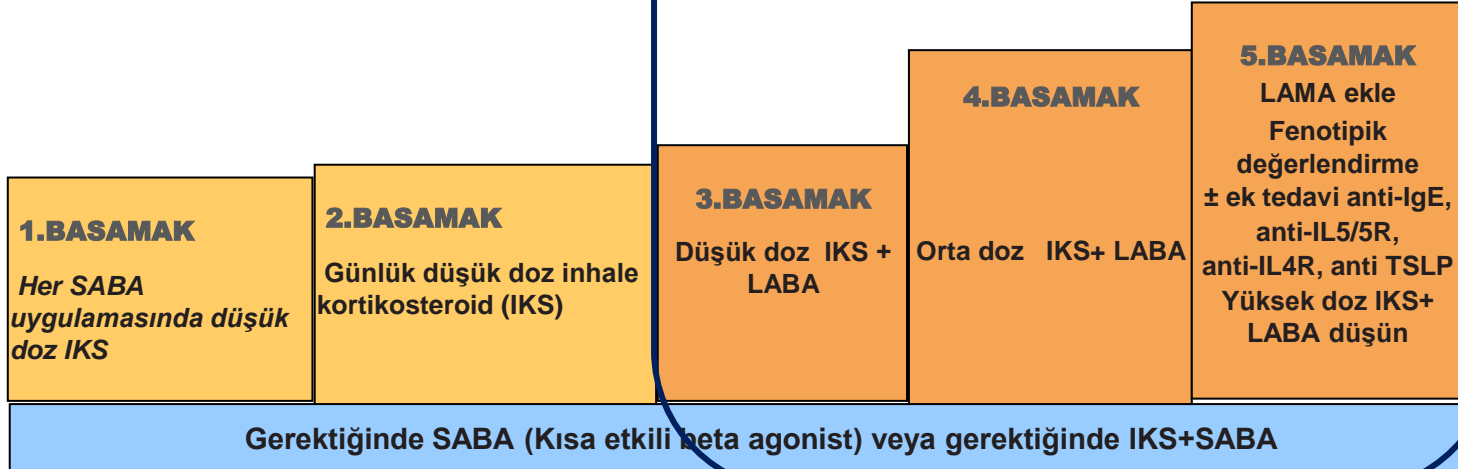 1.BASAMAK
Her SABA
uygulamasında düşük
doz IKS
2.BASAMAK
Günlük düşük doz inhale
kortikosteroid (IKS)
3.BASAMAK
Düşük doz IKS +
LABA
4.BASAMAK
Orta doz IKS+ LABA
5.BASAMAK
LAMA ekle
Fenotipik
değerlendirme
± ek tedavi anti-IgE,
anti-IL5/5R,
anti-IL4R, anti TSLP
Yüksek doz IKS+
LABA düşün
Gerektiğinde SABA (Kısa etkili beta agonist) veya gerektiğinde IKS+SABA